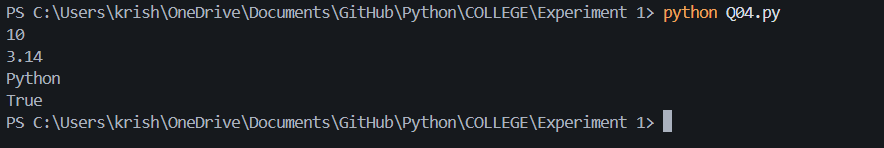 PS C:\Users\krish\OneDrive\Documents\GitHub\Python\COLLEGE\Experiment 1> python Q04.py
10
3.14
Python
True
PS C:\Users\krish\OneDrive\Documents\GitHub\Python\COLLEGE\Experiment 1>